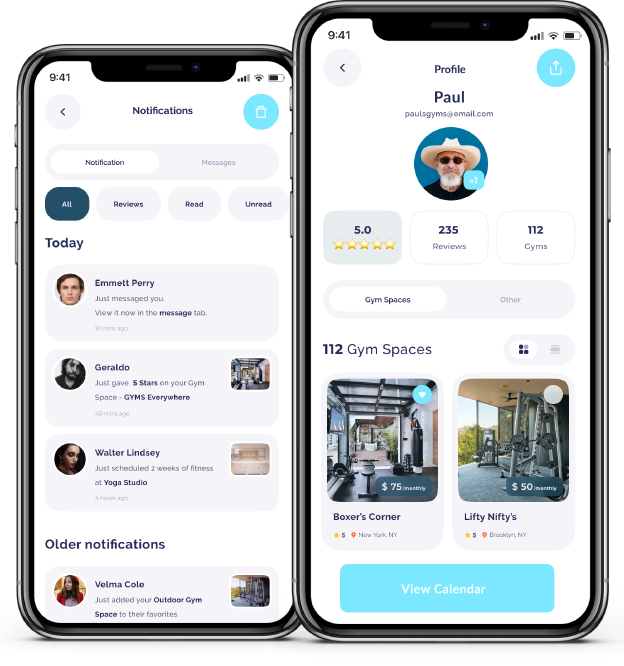 9:41
Notifications
Notification
Messages
All
Reviews
Read
Unread
Today
Emmett Perry
Just messaged you.
View it now in the message tab.
10 mins ago
Geraldo
Just gave 5 Stars on your Gym
Space - GYMS Everywhere
40 mins ago
Walter Lindsey
Just scheduled 2 weeks of fitness
at Yoga Studio
4 hours ago
Older notifications
Velma Cole
Just added your Outdoor Gym
Space to their favorites
9:41
Profile
Paul
paulsgyms@email.com
#1
5.0
235
Reviews
112
Gyms
Gym Spaces
Other
112 Gym Spaces
$ 75/monthly
Boxer's Corner
5
New York, NY
$ 50/monthly
Lifty Nifty's
5
Brooklyn, NY
View Calendar